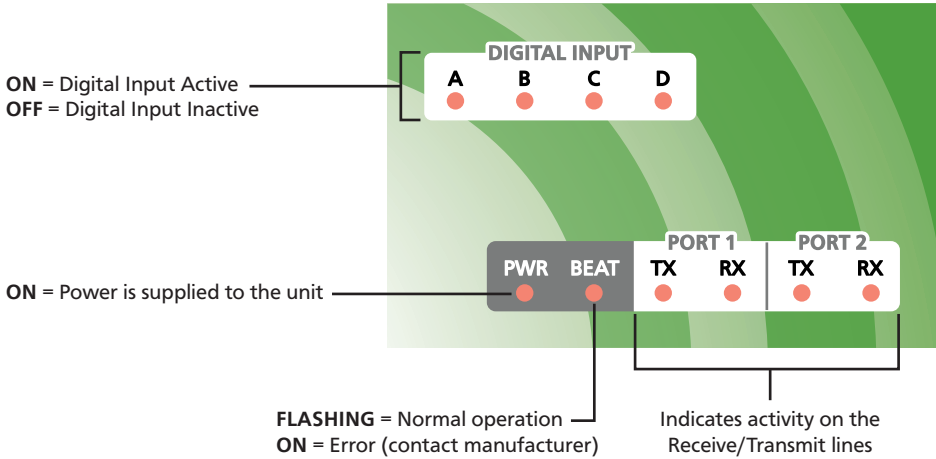 DIGITAL INPUT
A B C D
ON = Digital Input Active
OFF = Digital Input Inactive
PORT 1 PORT 2
PWR BEAT TX RX TX RX
ON = Power is supplied to the unit
FLASHING = Normal operation
ON = Error (contact manufacturer)
Indicates activity on the
Receive/Transmit lines